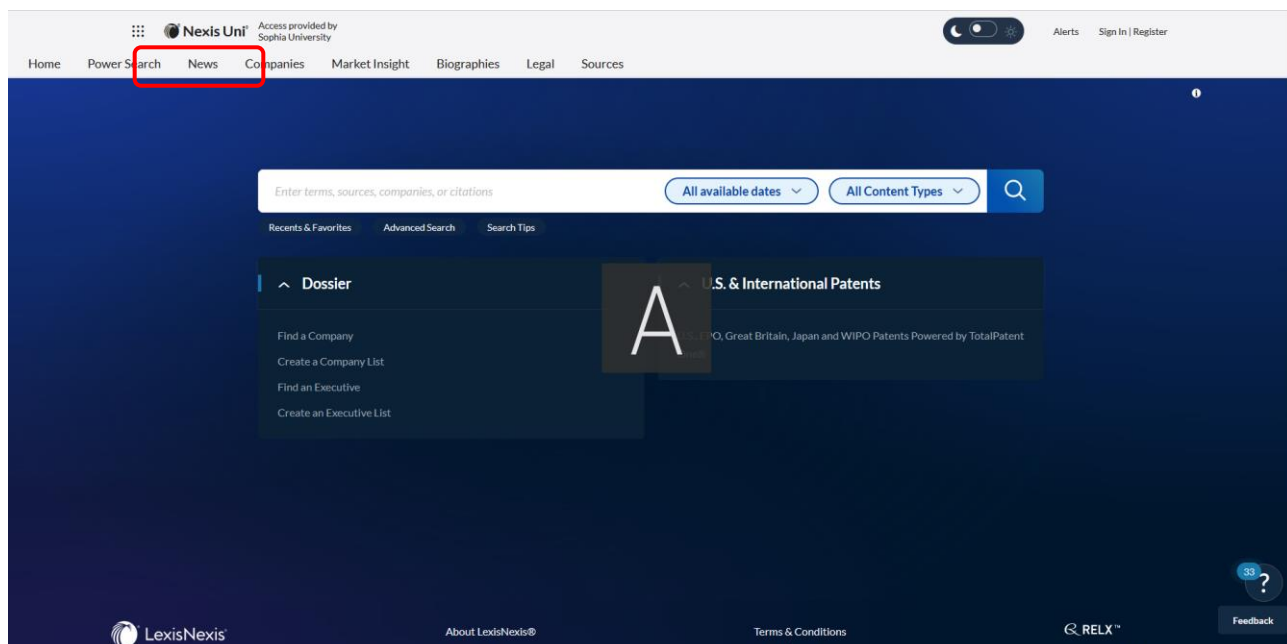 Nexis Uni®
Access provided by
Sophia University
Alerts Sign In | Register
Home Power Search News Companies Market Insight Biographies Legal Sources
Enter terms, sources, companies, or citations
All available dates
All Content Types
Recents & Favorites Advanced Search Search Tips
Dossier
Find a Company
Create a Company List
Find an Executive
Create an Executive List
A
U.S. & International Patents
PO, Great Britain, Japan and WIPO Patents Powered by TotalPatent
33
?
Feedback
LexisNexis®
About LexisNexis®
Terms & Conditions
RELX™